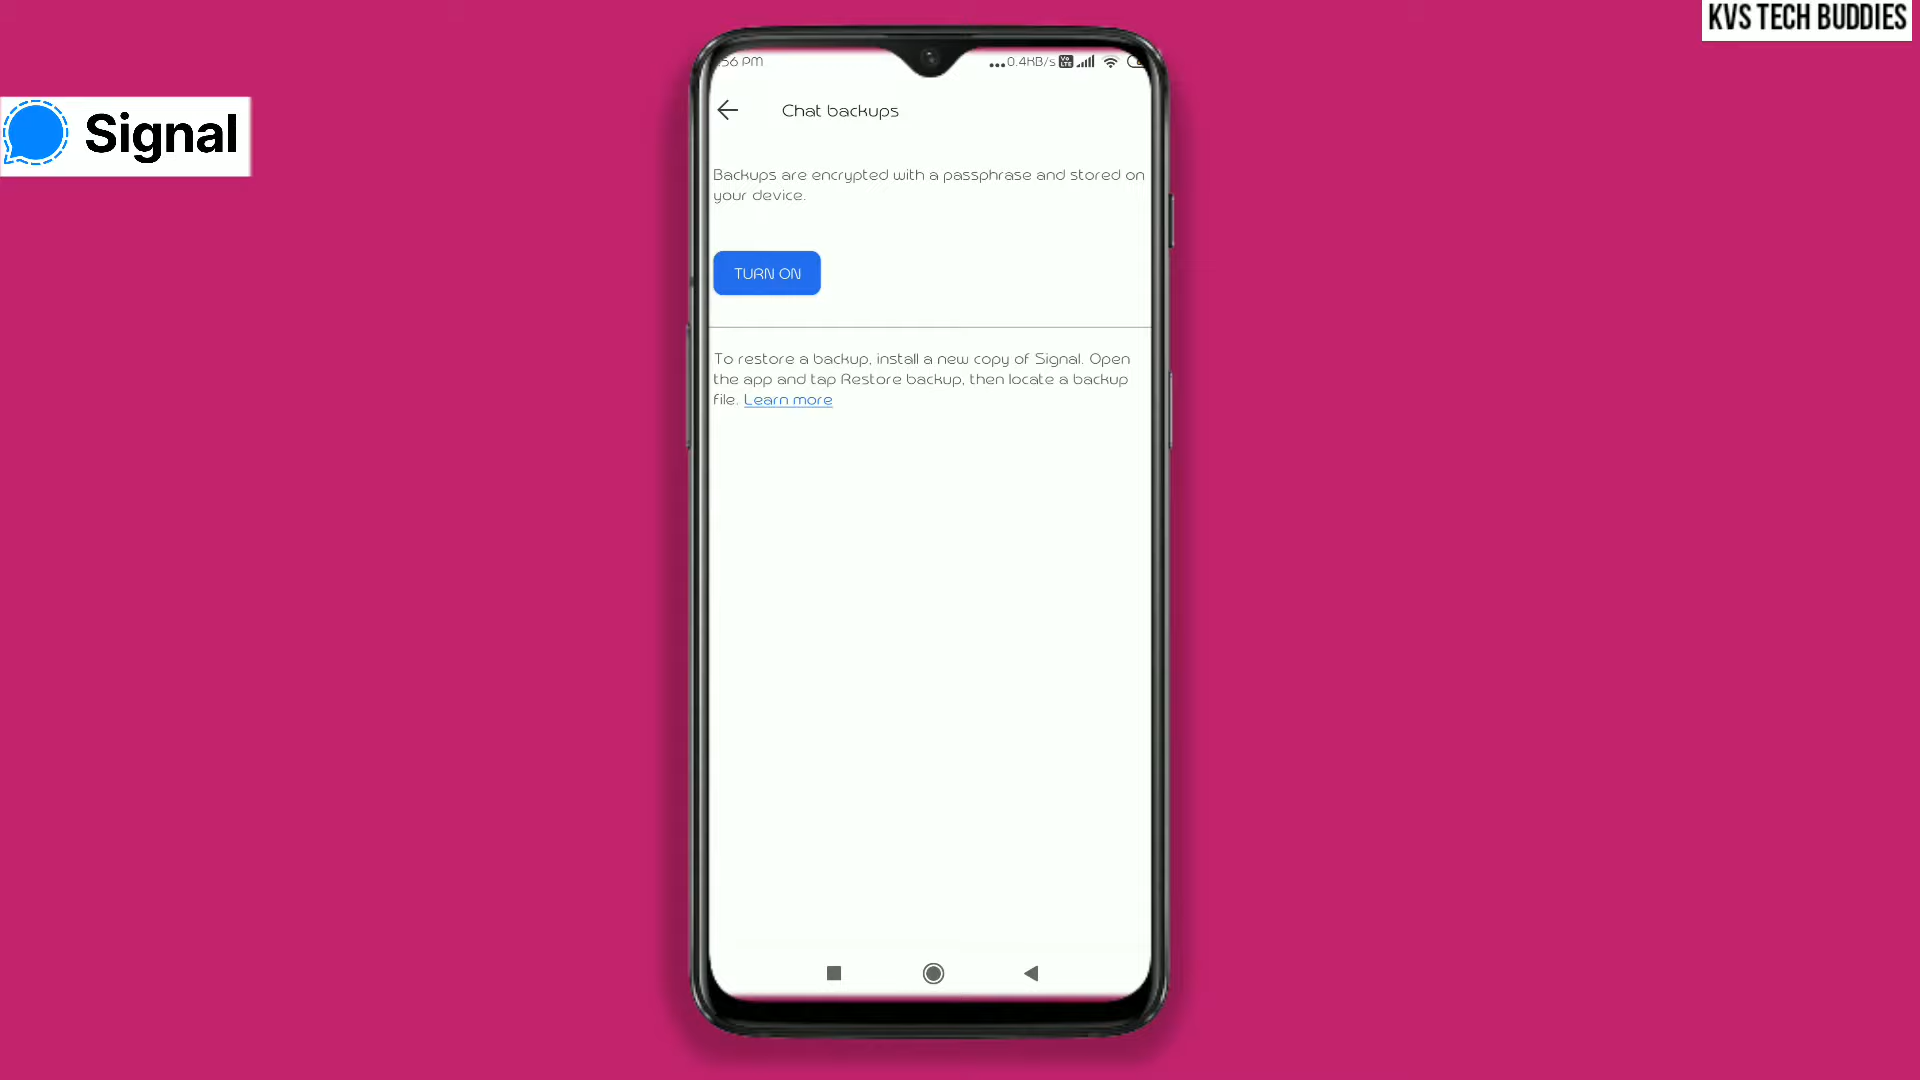 KVS TECH BUDDIES
Signal
:56 PM
...0.4KB/s
Chat backups
Backups are encrypted with a passphrase and stored on
your device.
TURN ON
To restore a backup, install a new copy of Signal. Open
the app and tap Restore backup, then locate a backup
file. Learn more